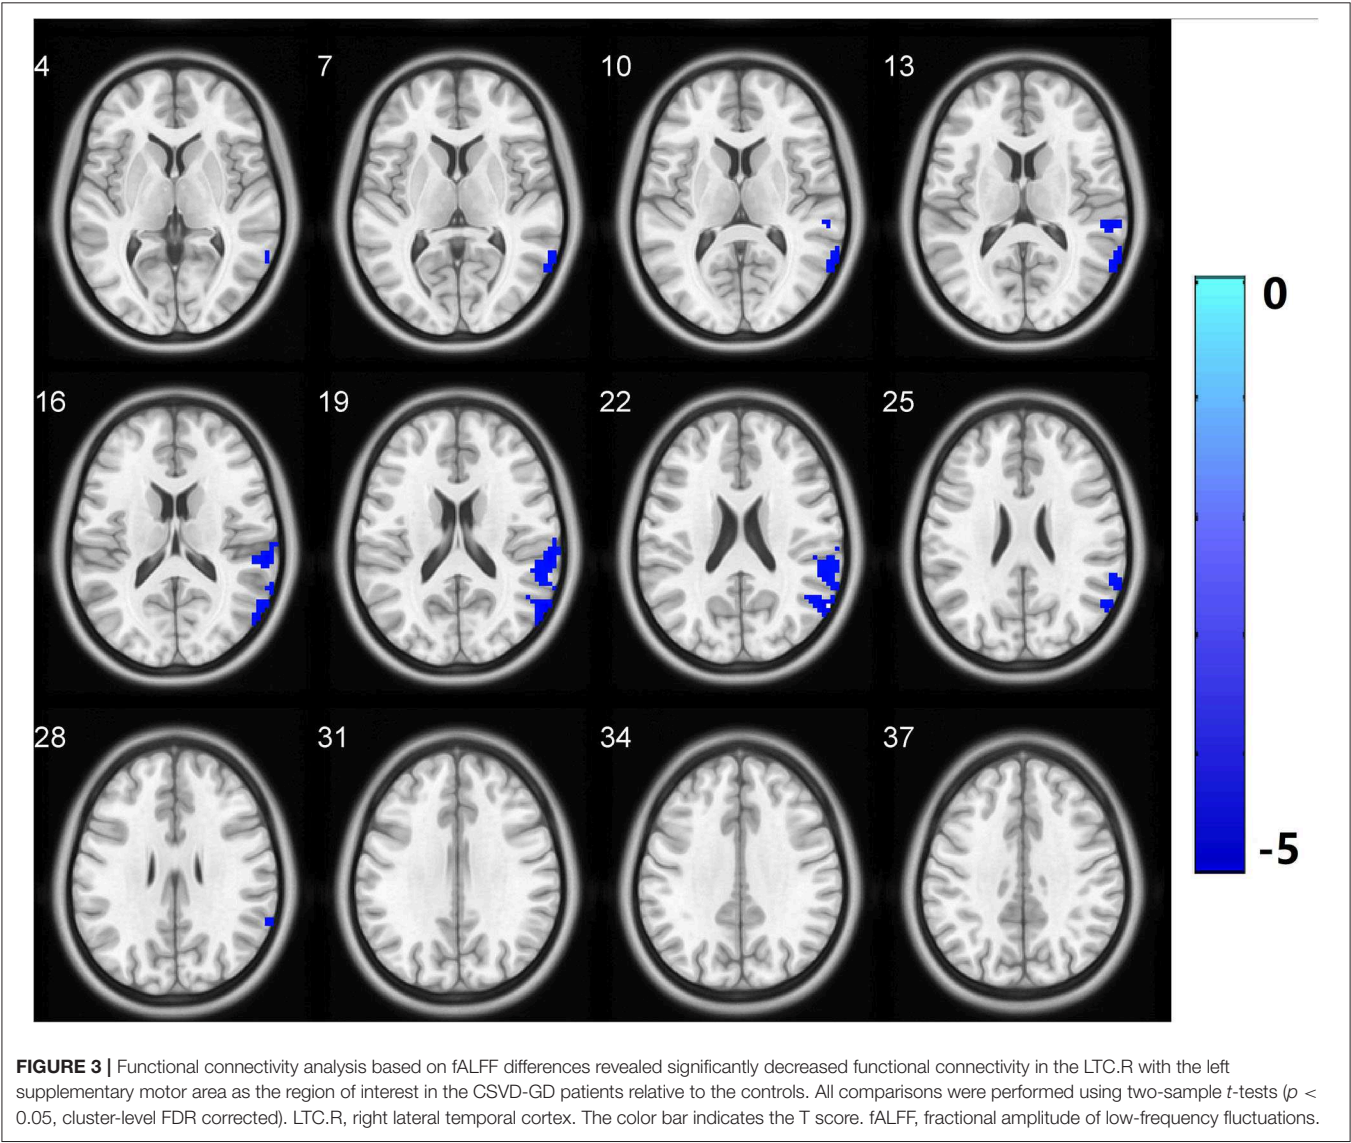 4 7 10 13
0
16 19 22 25
28 31 34 37
-5
FIGURE 3 | Functional connectivity analysis based on fALFF differences revealed significantly decreased functional connectivity in the LTC.R with the left
supplementary motor area as the region of interest in the CSVD-GD patients relative to the controls. All comparisons were performed using two-sample t-tests (p <
0.05, cluster-level FDR corrected). LTC.R, right lateral temporal cortex. The color bar indicates the T score. fALFF, fractional amplitude of low-frequency fluctuations.